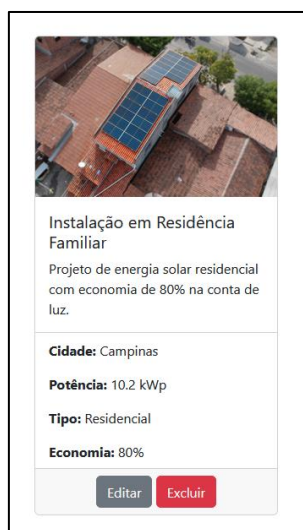 Instalação em Residência
Familiar
Projeto de energia solar residencial
com economia de 80% na conta de
luz.
Cidade: Campinas
Potência: 10.2 kWp
Tipo: Residencial
Economia: 80%
Editar Excluir